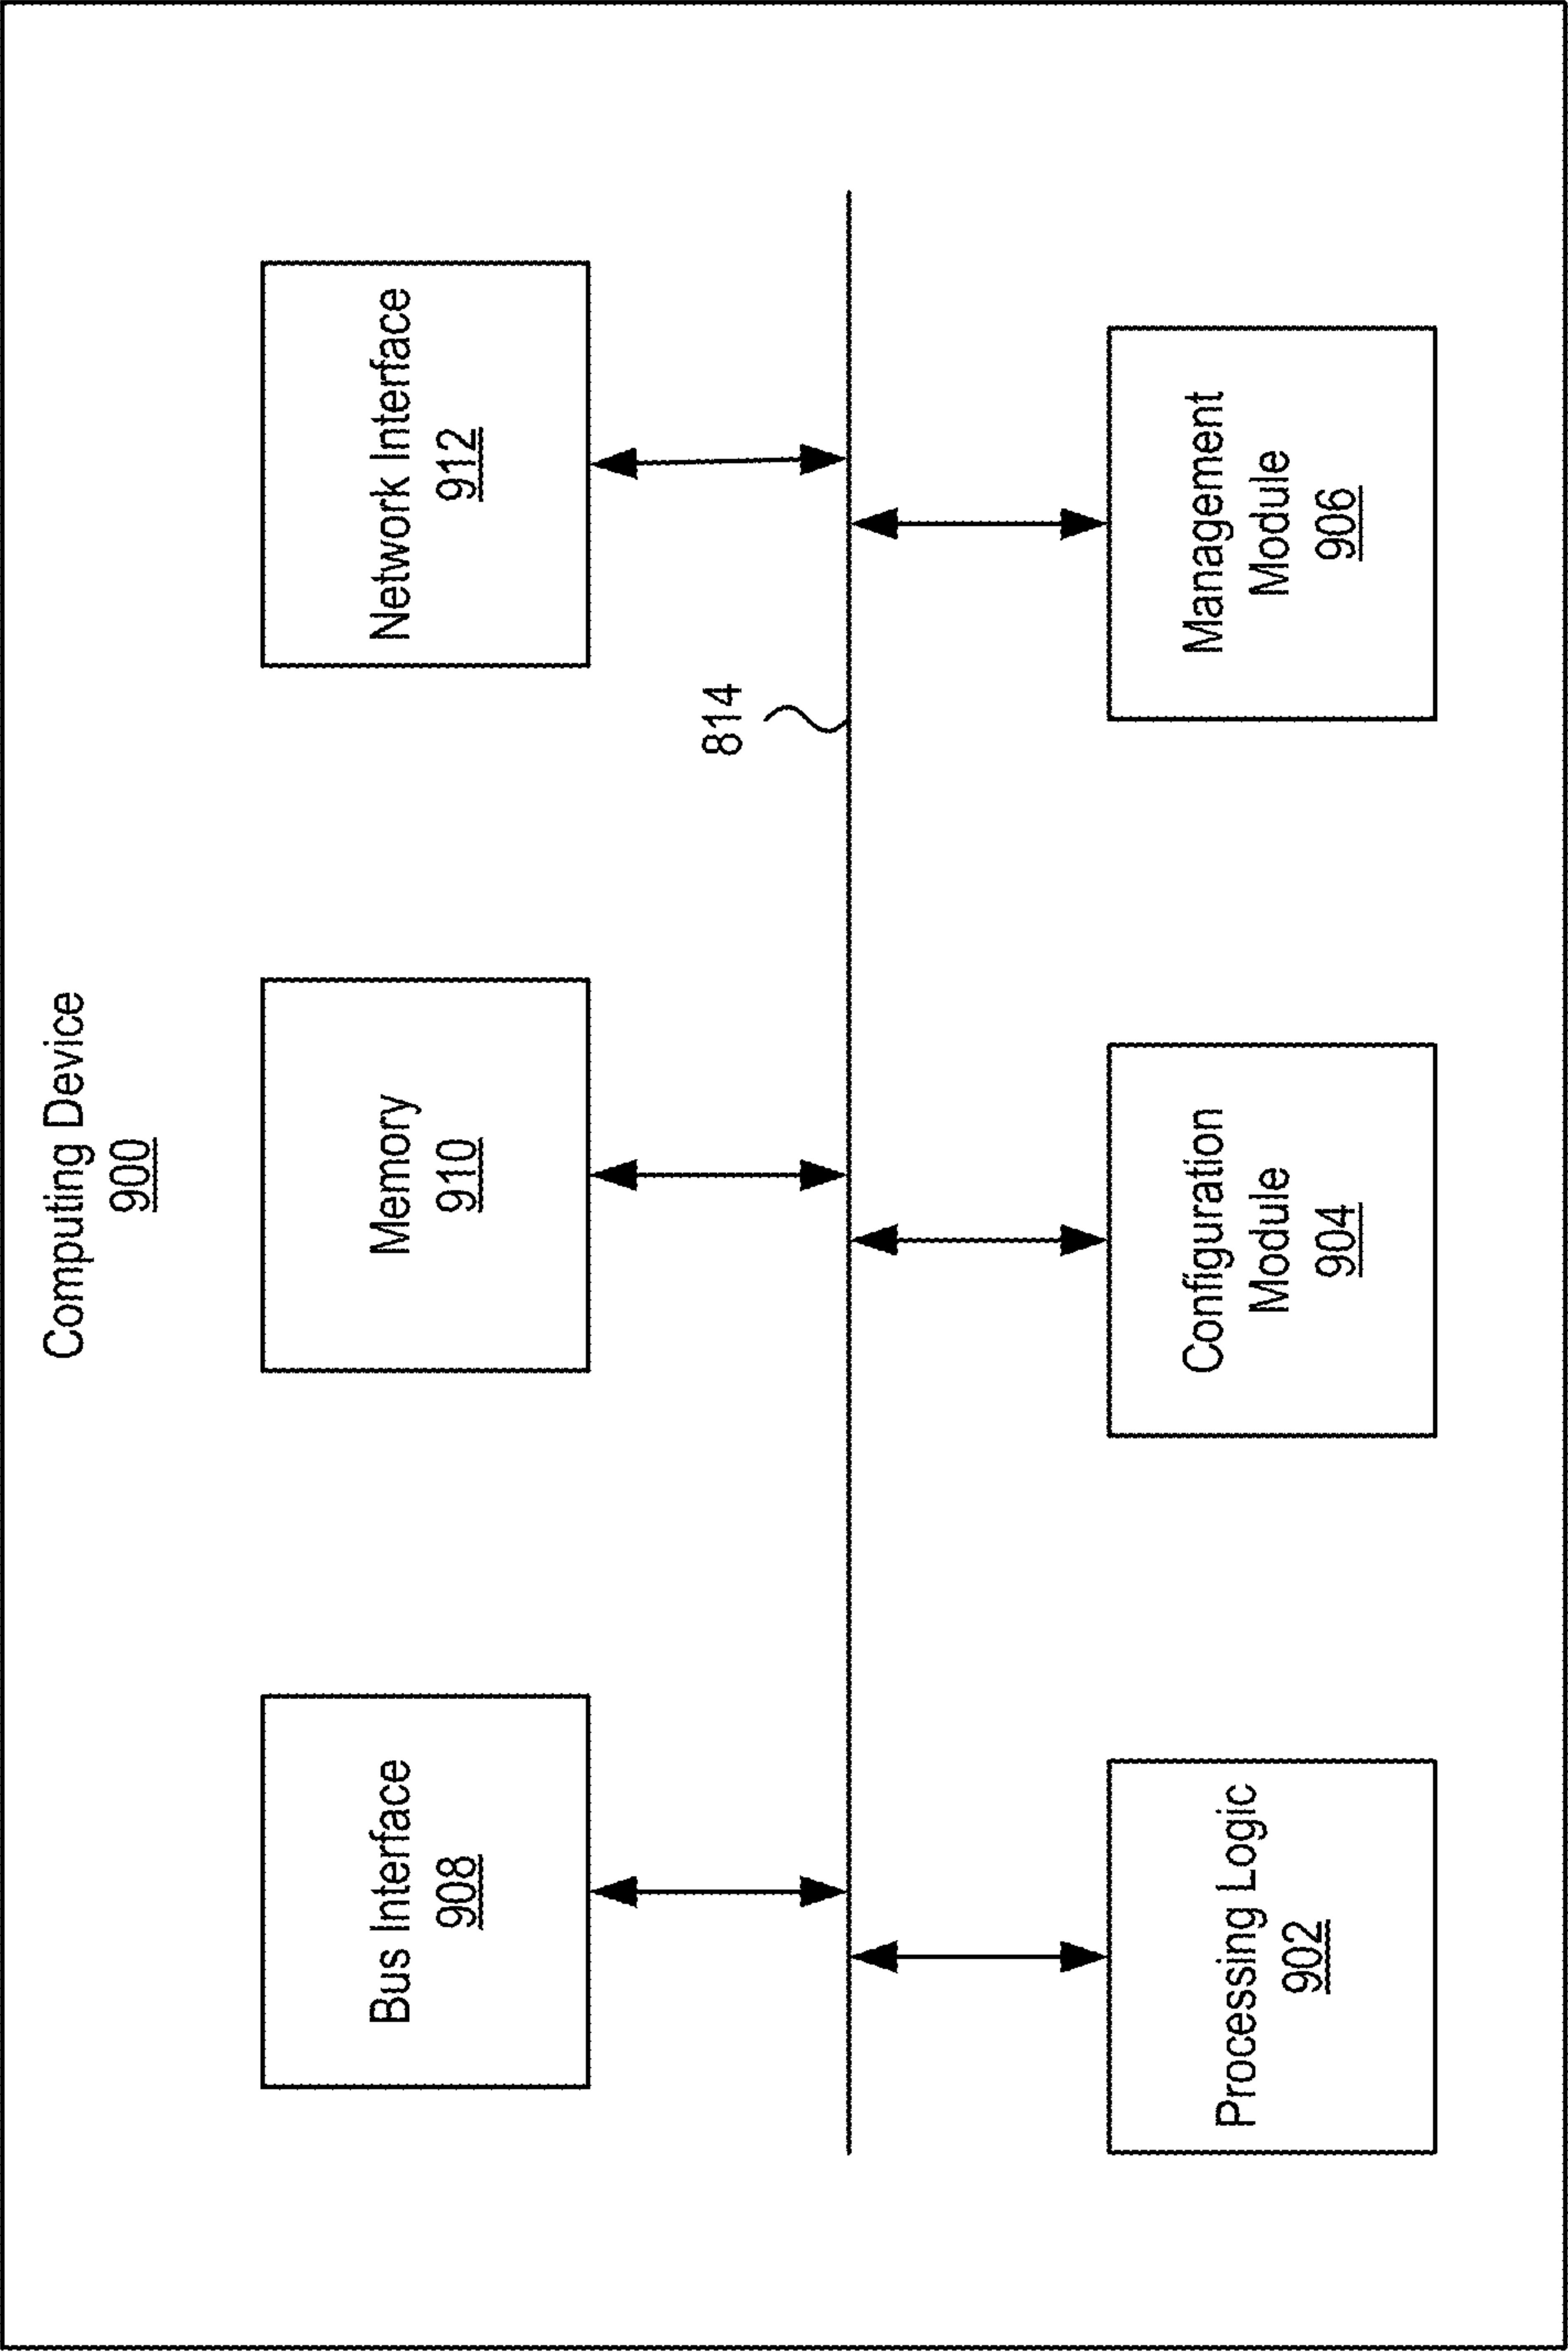 Computing Device
900
Bus Interface
908
Memory
910
Network Interface
912
814
Processing Logic
902
Configuration
Module
904
Management
Module
906